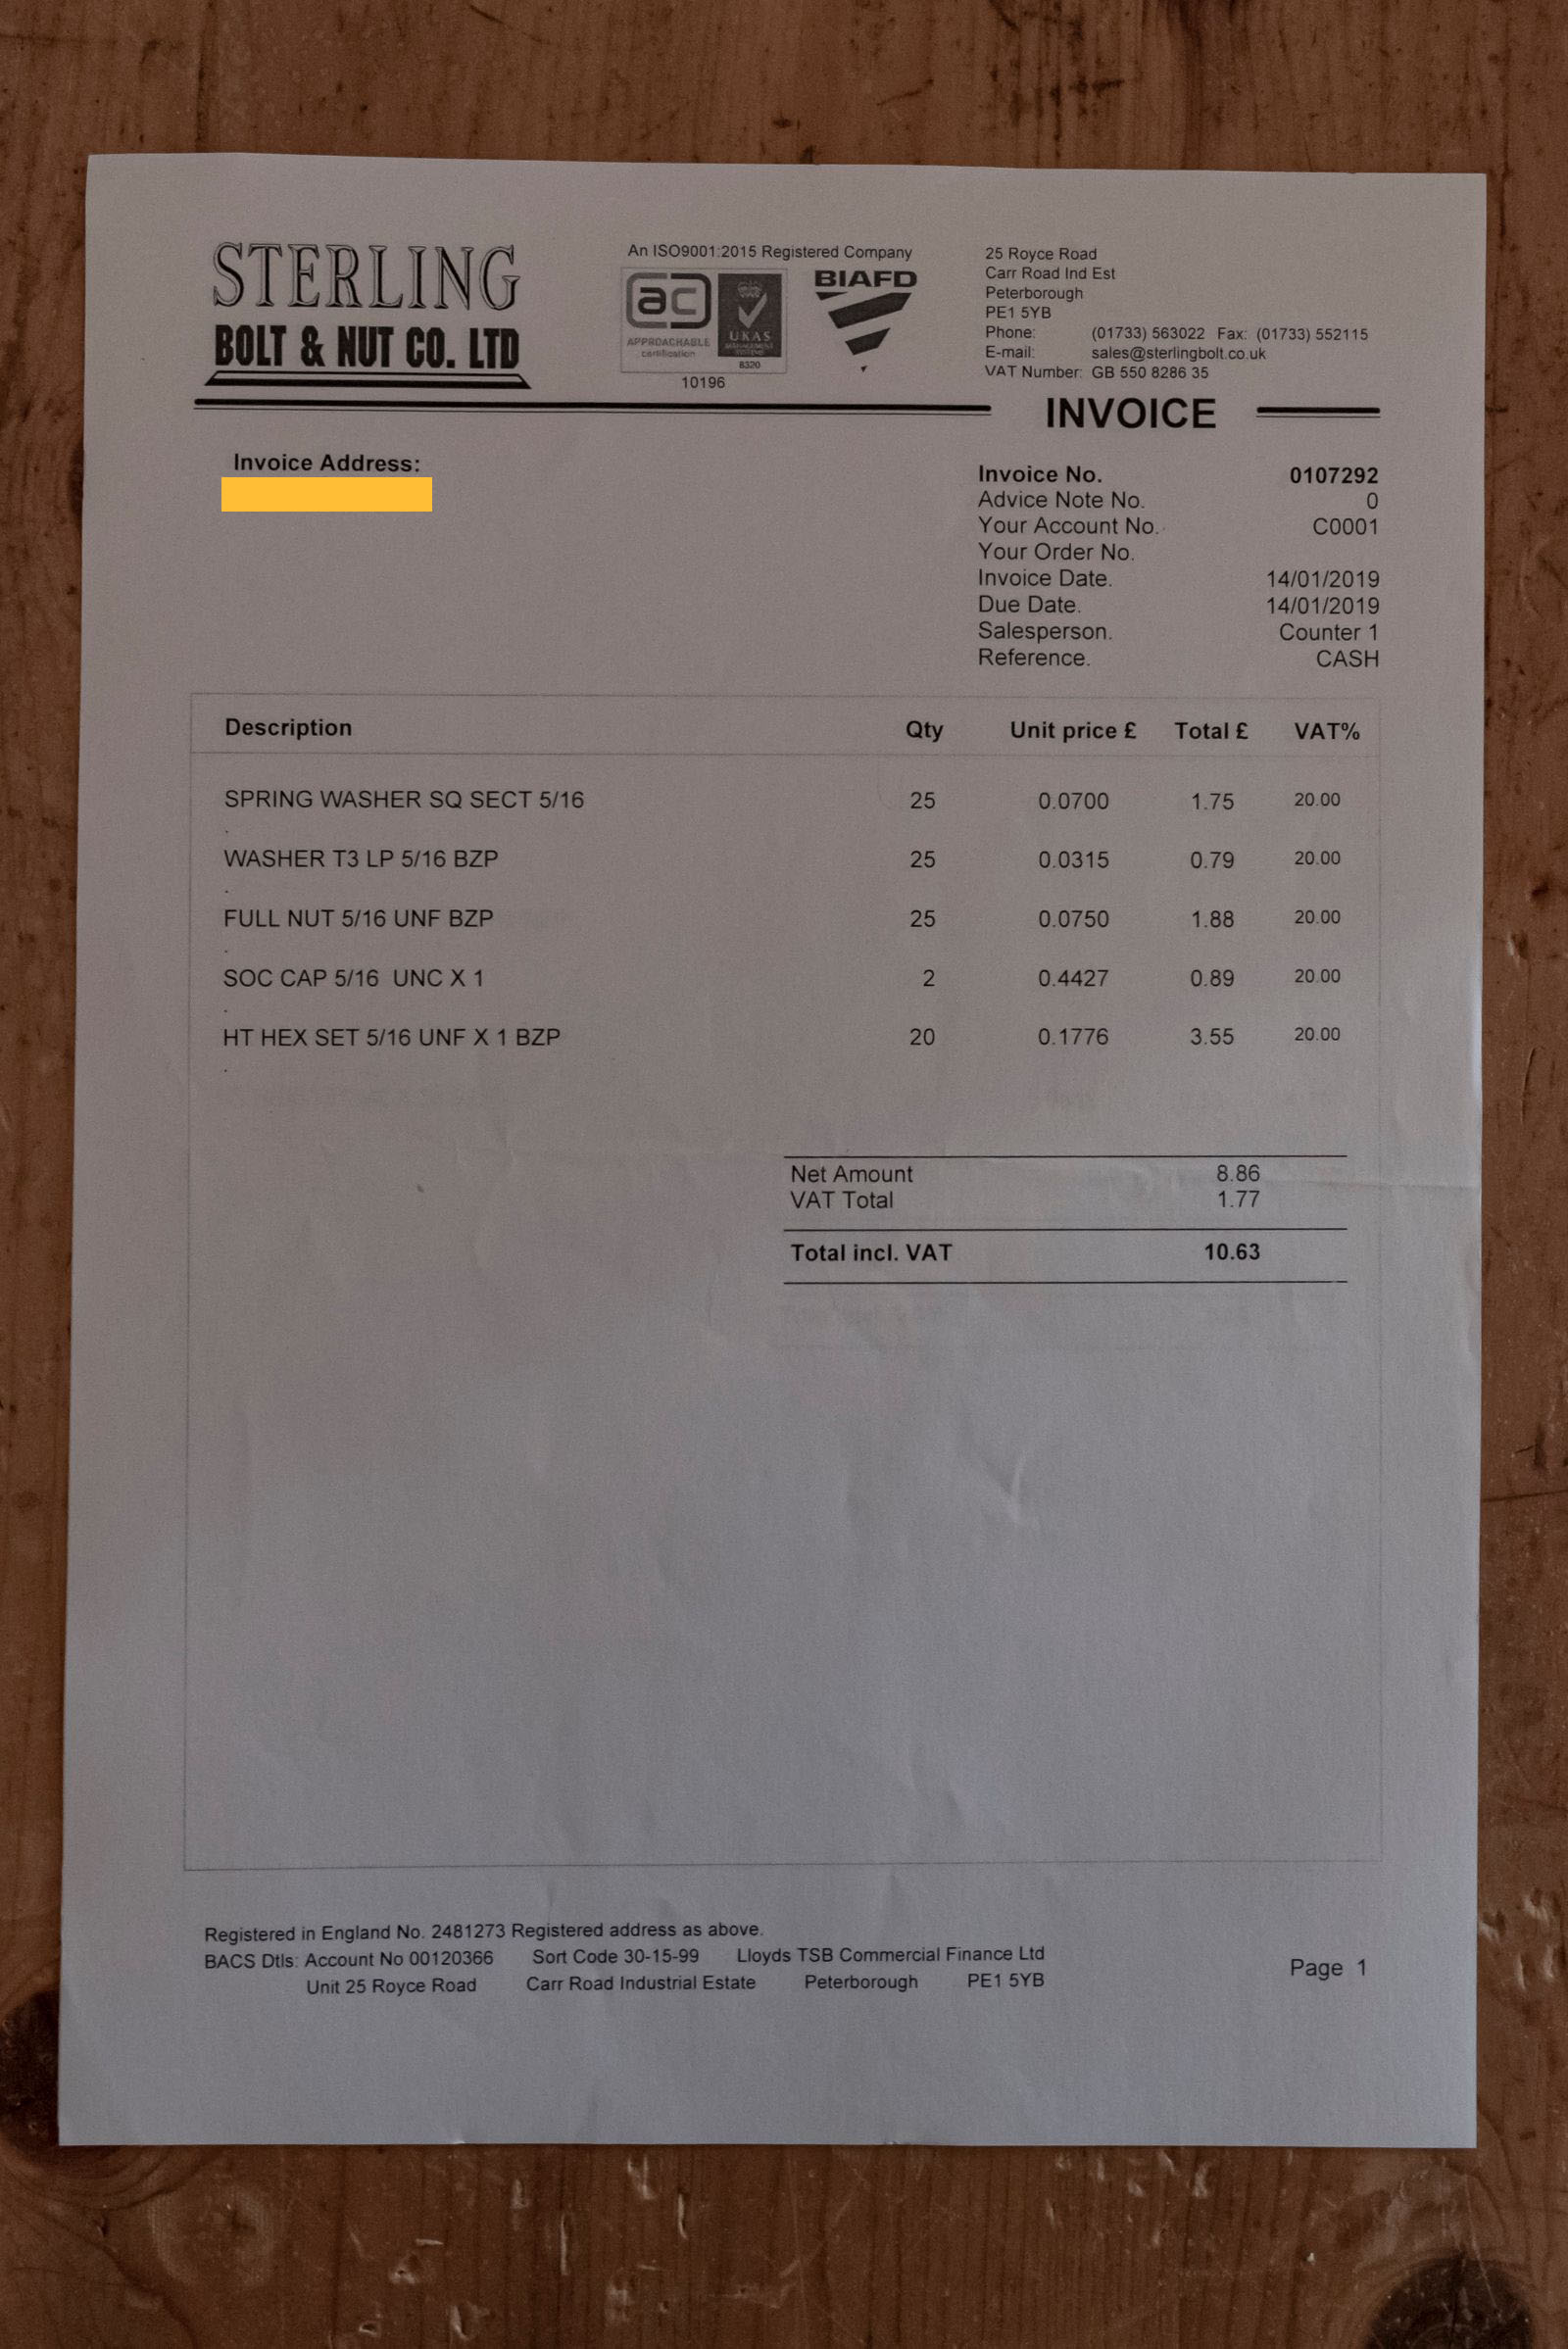 STERLING
BOLT & NUT CO. LTD
An ISO9001:2015 Registered Company
ac
APPROACHABLE
certification
UKAS
MANAGEMENT
SYSTEMS
8320
10196
BIAFD
25 Royce Road
Carr Road Ind Est
Peterborough
PE1 5YB
Phone: (01733) 563022 Fax: (01733) 552115
E-mail: sales@sterlingbolt.co.uk
VAT Number: GB 550 8286 35
INVOICE
Invoice Address:
Invoice No. 0107292
Advice Note No. 0
Your Account No. C0001
Your Order No.
Invoice Date. 14/01/2019
Due Date. 14/01/2019
Salesperson. Counter 1
Reference. CASH
Description Qty Unit price £ Total £ VAT%
SPRING WASHER SQ SECT 5/16 25 0.0700 1.75 20.00
.
WASHER T3 LP 5/16 BZP 25 0.0315 0.79 20.00
.
FULL NUT 5/16 UNF BZP 25 0.0750 1.88 20.00
.
SOC CAP 5/16 UNC X 1 2 0.4427 0.89 20.00
.
HT HEX SET 5/16 UNF X 1 BZP 20 0.1776 3.55 20.00
.
Net Amount 8.86
VAT Total 1.77
Total incl. VAT 10.63
Registered in England No. 2481273 Registered address as above.
BACS Dtls: Account No 00120366 Sort Code 30-15-99 Lloyds TSB Commercial Finance Ltd
Unit 25 Royce Road Carr Road Industrial Estate Peterborough PE1 5YB
Page 1